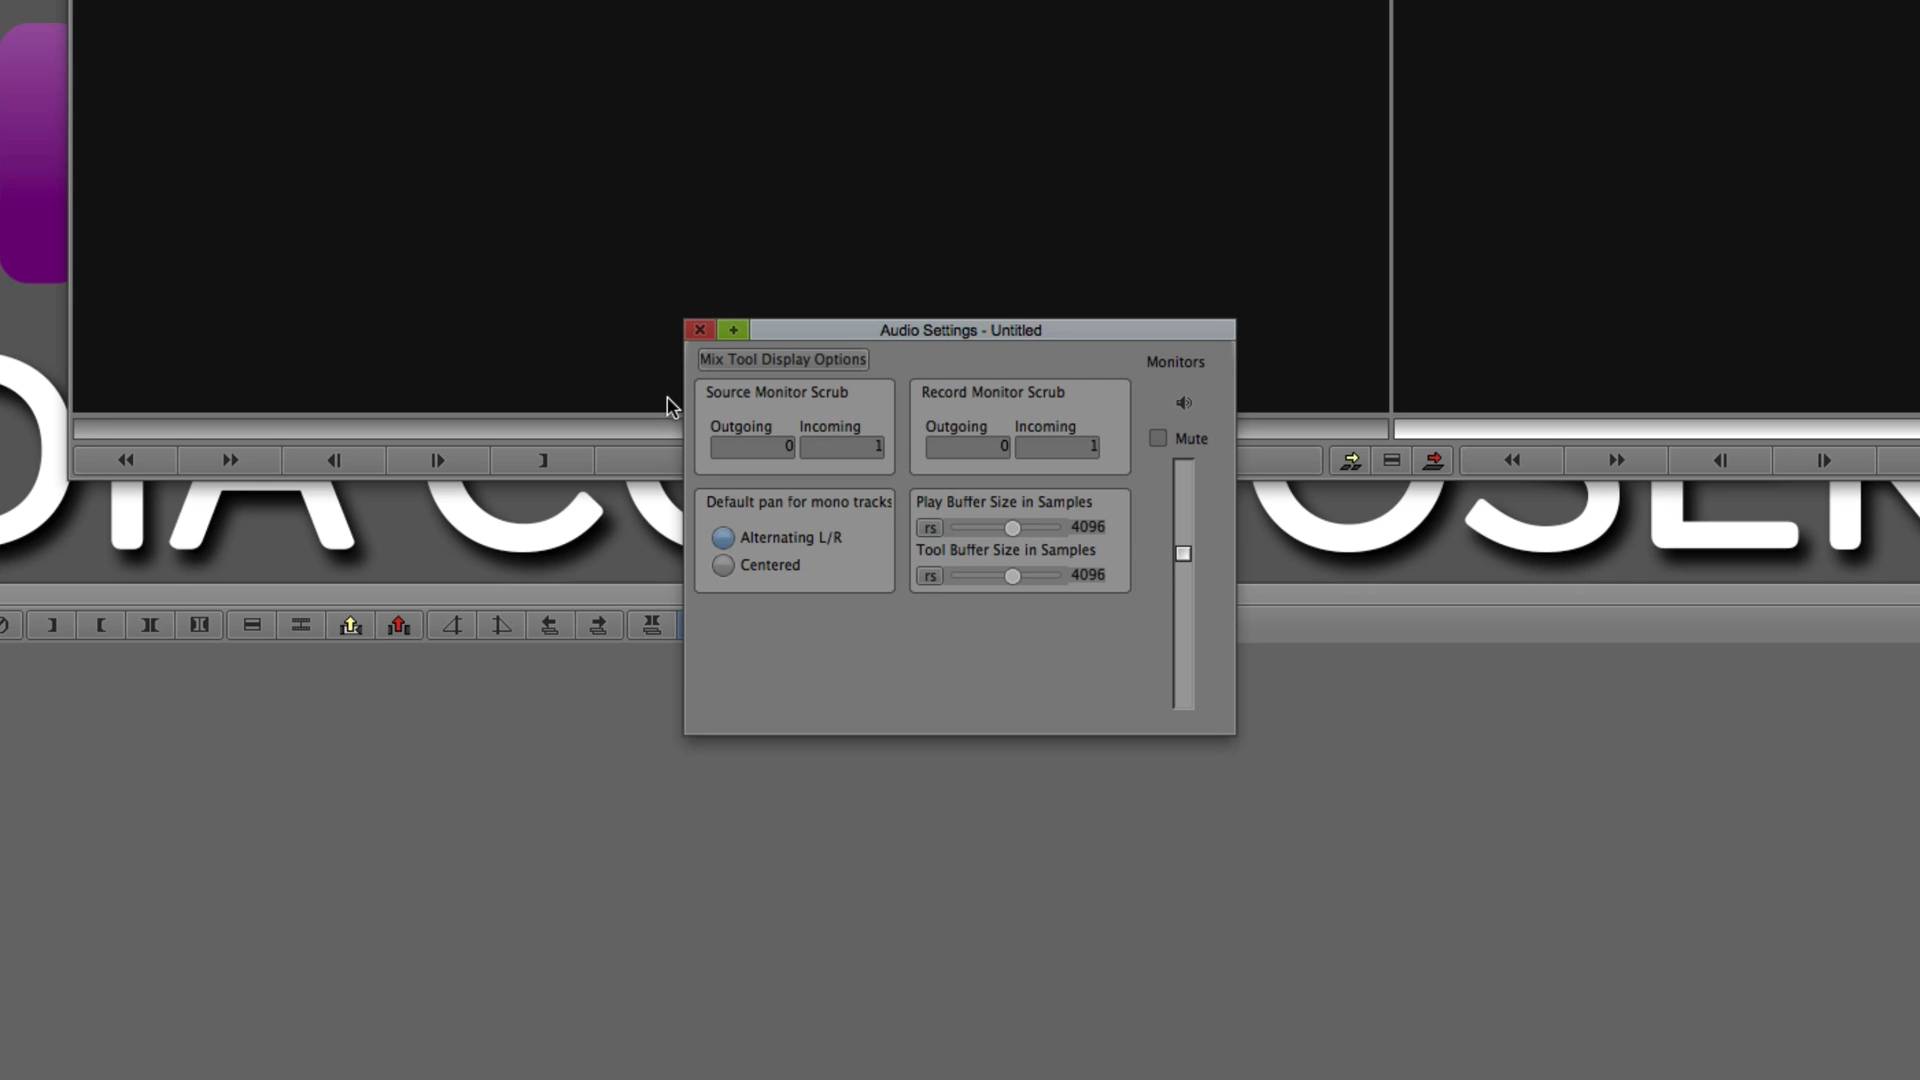 Audio Settings - Untitled
Mix Tool Display Options
Monitors
Source Monitor Scrub
Record Monitor Scrub
Outgoing Incoming
0 1
Outgoing Incoming
0 1
Mute
Default pan for mono tracks
Alternating L/R
Centered
Play Buffer Size in Samples
rs 4096
Tool Buffer Size in Samples
rs 4096